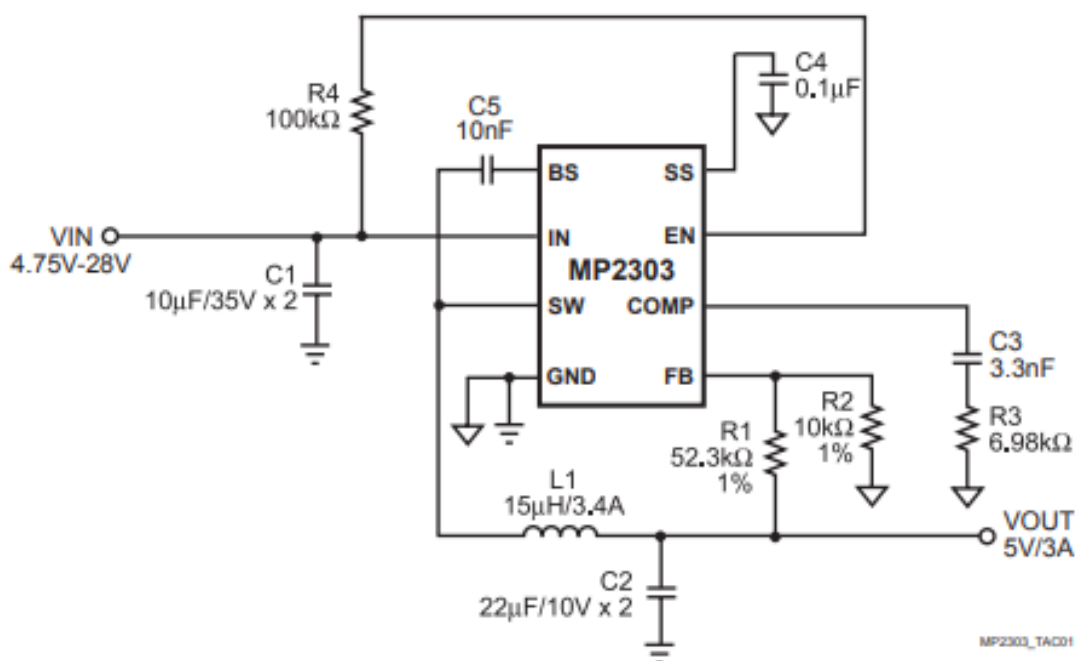 R4
100kΩ
C5
10nF
C4
0.1μF
BS
SS
VIN
4.75V-28V
IN
EN
MP2303
C1
10μF/35V x 2
SW
COMP
C3
3.3nF
GND
FB
R1
52.3kΩ
1%
R2
10kΩ
1%
R3
6.98kΩ
L1
15μH/3.4A
VOUT
5V/3A
C2
22μF/10V x 2
MP2303_TAC01